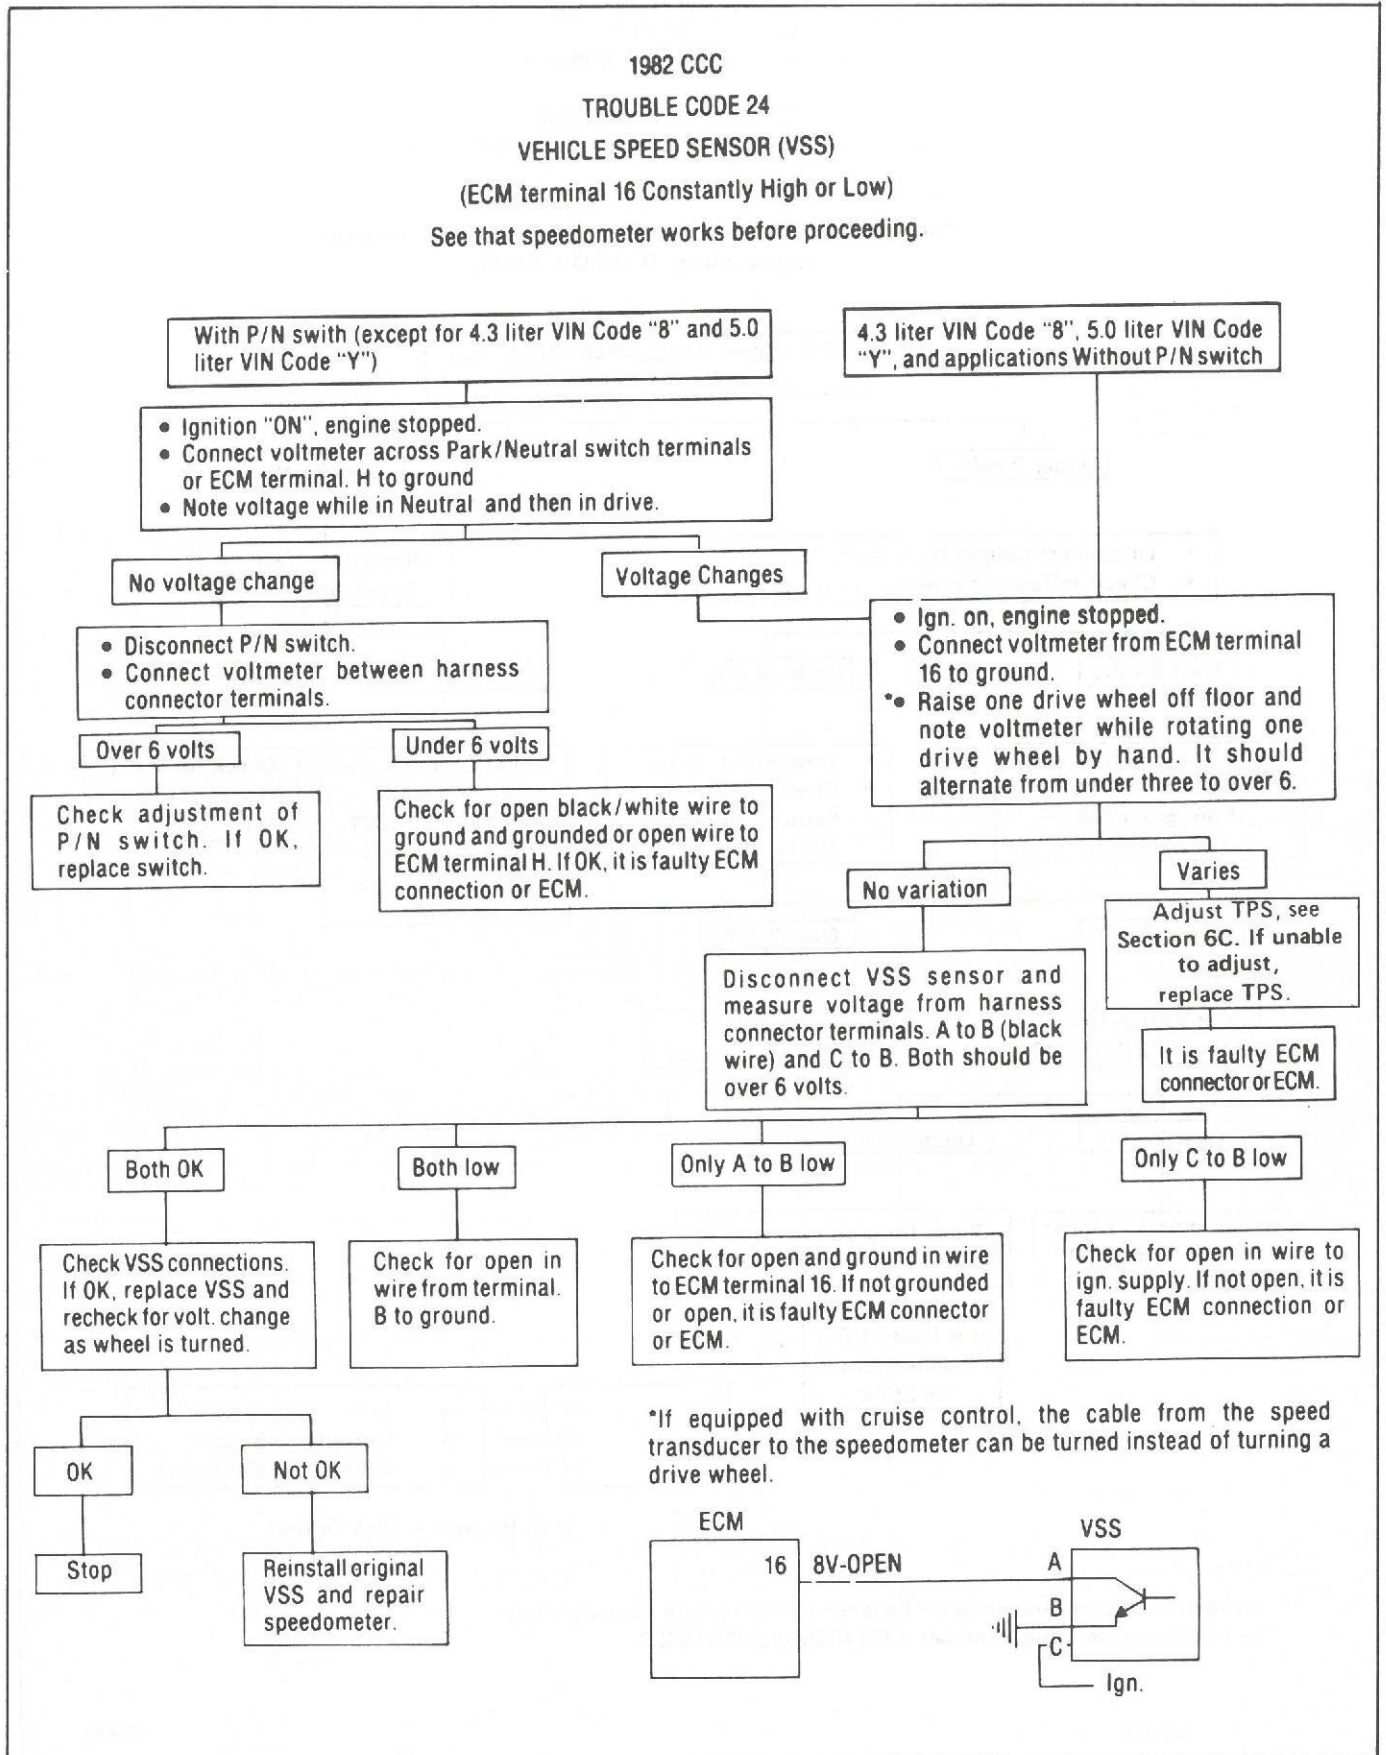 1982 CCC
TROUBLE CODE 24
VEHICLE SPEED SENSOR (VSS)
(ECM terminal 16 Constantly High or Low)
See that speedometer works before proceeding.
With P/N swith (except for 4.3 liter VIN Code "8" and 5.0
liter VIN Code "Y")
4.3 liter VIN Code "8", 5.0 liter VIN Code
"Y", and applications Without P/N switch
• Ignition "ON", engine stopped.
• Connect voltmeter across Park/Neutral switch terminals
or ECM terminal. H to ground
• Note voltage while in Neutral and then in drive.
No voltage change
Voltage Changes
• Disconnect P/N switch.
• Connect voltmeter between harness
connector terminals.
• Ign. on, engine stopped.
• Connect voltmeter from ECM terminal
16 to ground.
*• Raise one drive wheel off floor and
note voltmeter while rotating one
drive wheel by hand. It should
alternate from under three to over 6.
Over 6 volts
Under 6 volts
Check adjustment of
P/N switch. If OK,
replace switch.
Check for open black/white wire to
ground and grounded or open wire to
ECM terminal H. If OK, it is faulty ECM
connection or ECM.
No variation
Varies
Adjust TPS, see
Section 6C. If unable
to adjust,
replace TPS.
Disconnect VSS sensor and
measure voltage from harness
connector terminals. A to B (black
wire) and C to B. Both should be
over 6 volts.
It is faulty ECM
connector or ECM.
Both OK
Both low
Only A to B low
Only C to B low
Check VSS connections.
If OK, replace VSS and
recheck for volt. change
as wheel is turned.
Check for open in
wire from terminal.
B to ground.
Check for open and ground in wire
to ECM terminal 16. If not grounded
or open, it is faulty ECM connector
or ECM.
Check for open in wire to
ign. supply. If not open, it is
faulty ECM connection or
ECM.
OK
Not OK
Stop
Reinstall original
VSS and repair
speedometer.
*If equipped with cruise control, the cable from the speed
transducer to the speedometer can be turned instead of turning a
drive wheel.
ECM
VSS
16
8V-OPEN
A
B
C
Ign.